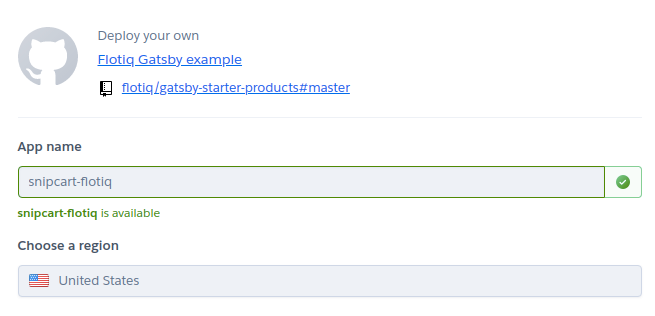 Deploy your own
Flotiq Gatsby example
flotiq/gatsby-starter-products#master
App name
snipcart-flotiq
snipcart-flotiq is available
Choose a region
United States